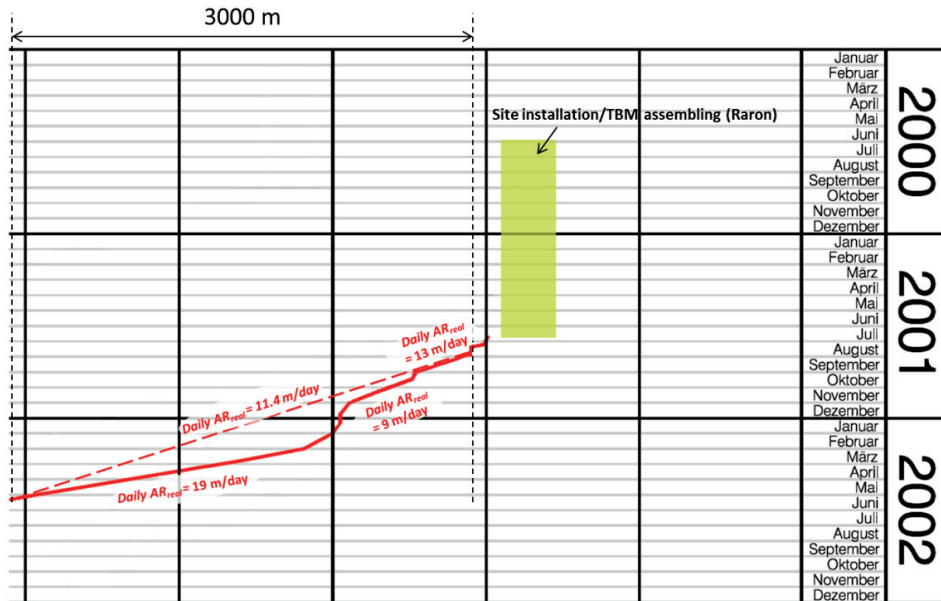 3000 m
Site installation/TBM assembling (Raron)
Januar
Februar
März
April
Mai
Juni
Juli
August
September
Oktober
November
Dezember
2000
Januar
Februar
März
April
Mai
Juni
Juli
August
September
Oktober
November
Dezember
2001
Daily ARreal
= 13 m/day
Daily ARreal= 11.4 m/day
Daily ARreal
= 9 m/day
Daily ARreal= 19 m/day
Januar
Februar
März
April
Mai
Juni
Juli
August
September
Oktober
November
Dezember
2002